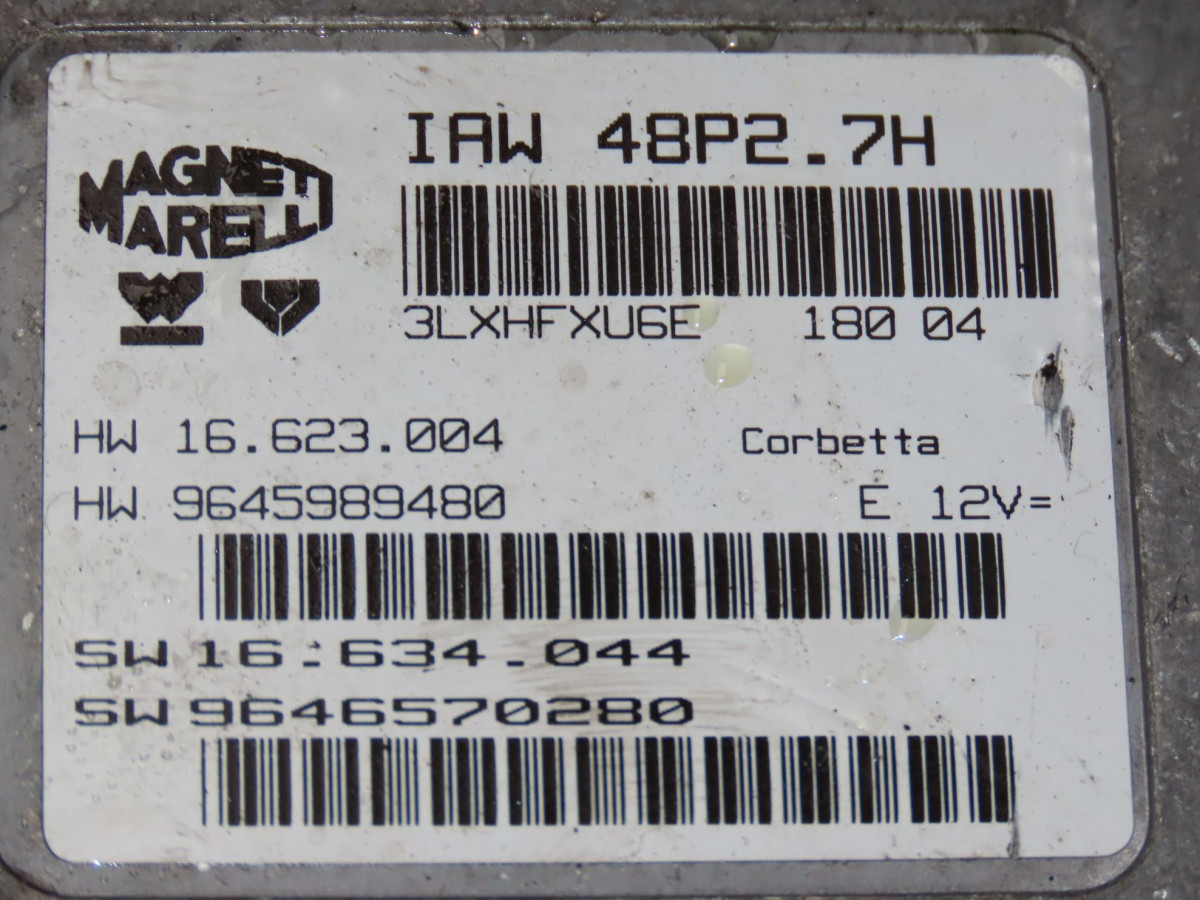 IAW 48P2.7H
MAGNETI
MARELLI
3LXHFXU6E 180 04
HW 16.623.004 Corbetta
HW 9645989480 E 12V=
SW 16.634.044
SW 9646570280